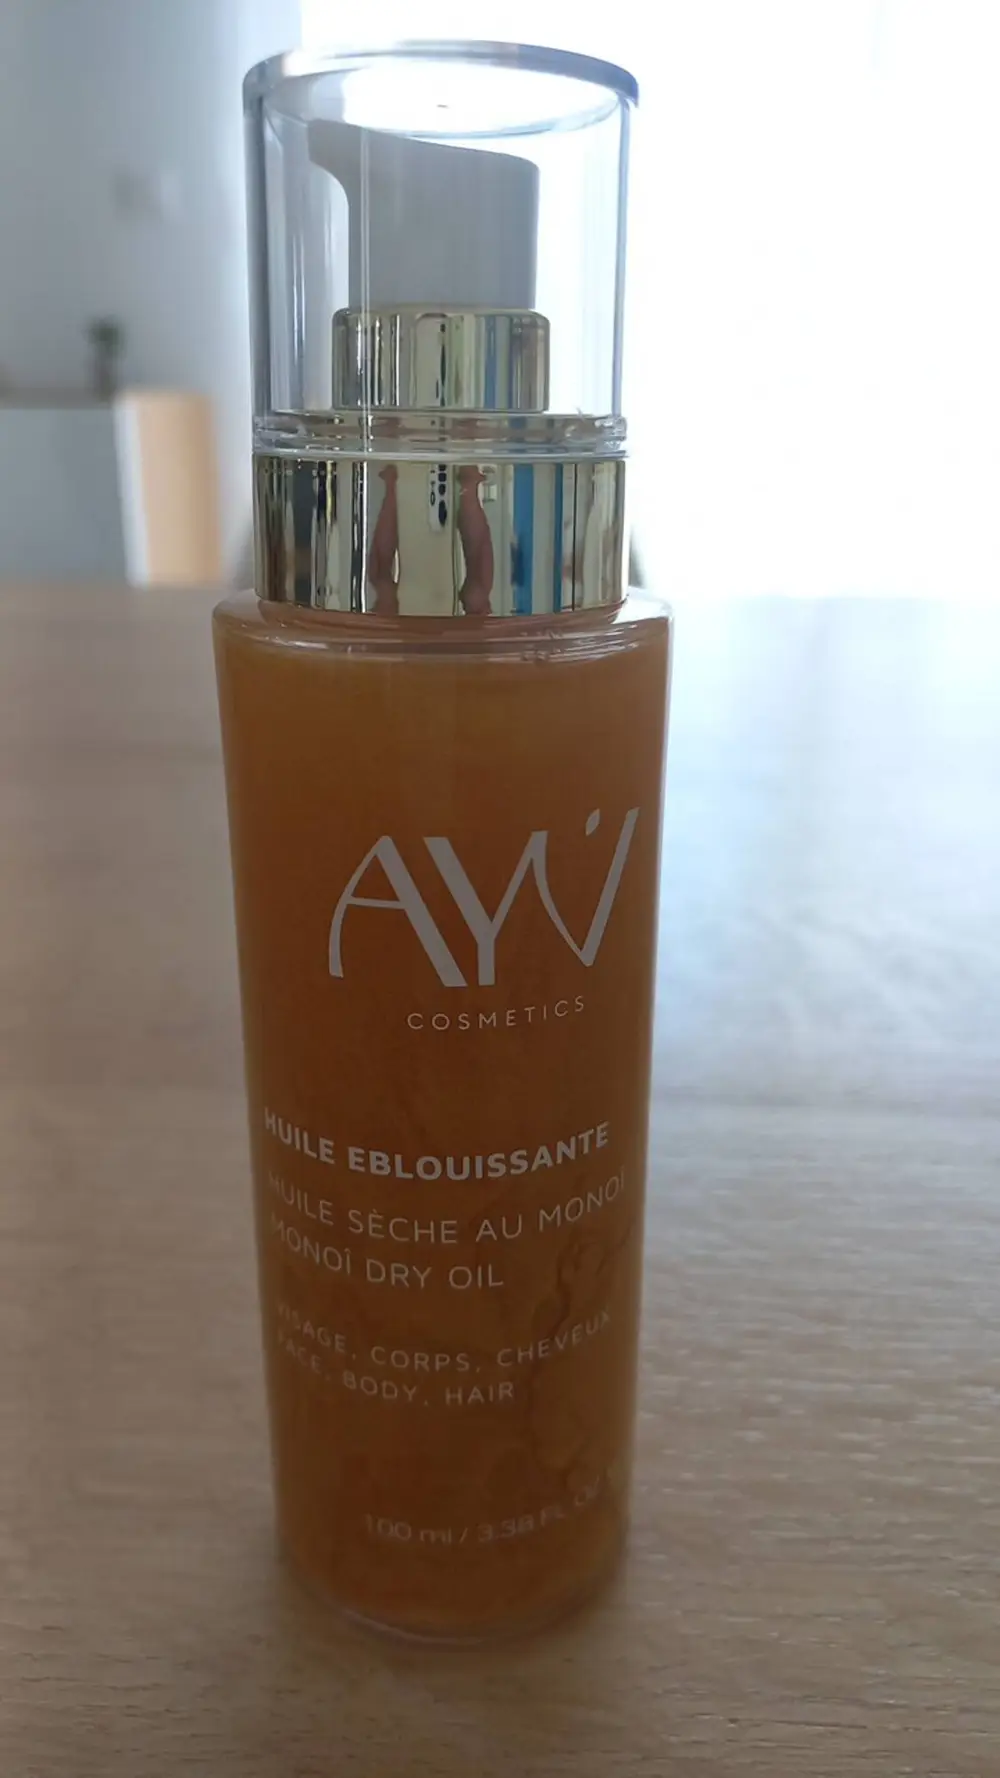 AYV
COSMETICS
HUILE EBLOUISSANTE
HUILE SÈCHE AU MONOÏ
MONOÏ DRY OIL
VISAGE, CORPS, CHEVEUX
FACE, BODY, HAIR
100 ml / 3.38 FL OZ